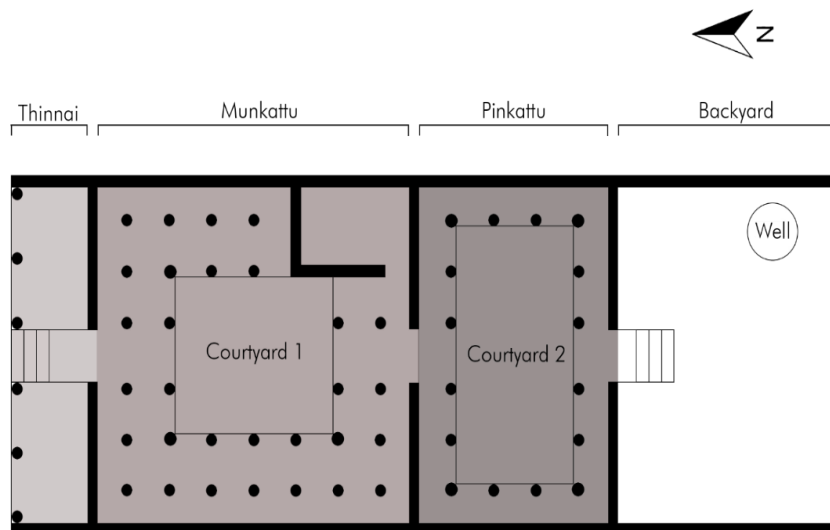 N
Thinnai
Munkattu
Pinkattu
Backyard
Well
Courtyard 1
Courtyard 2